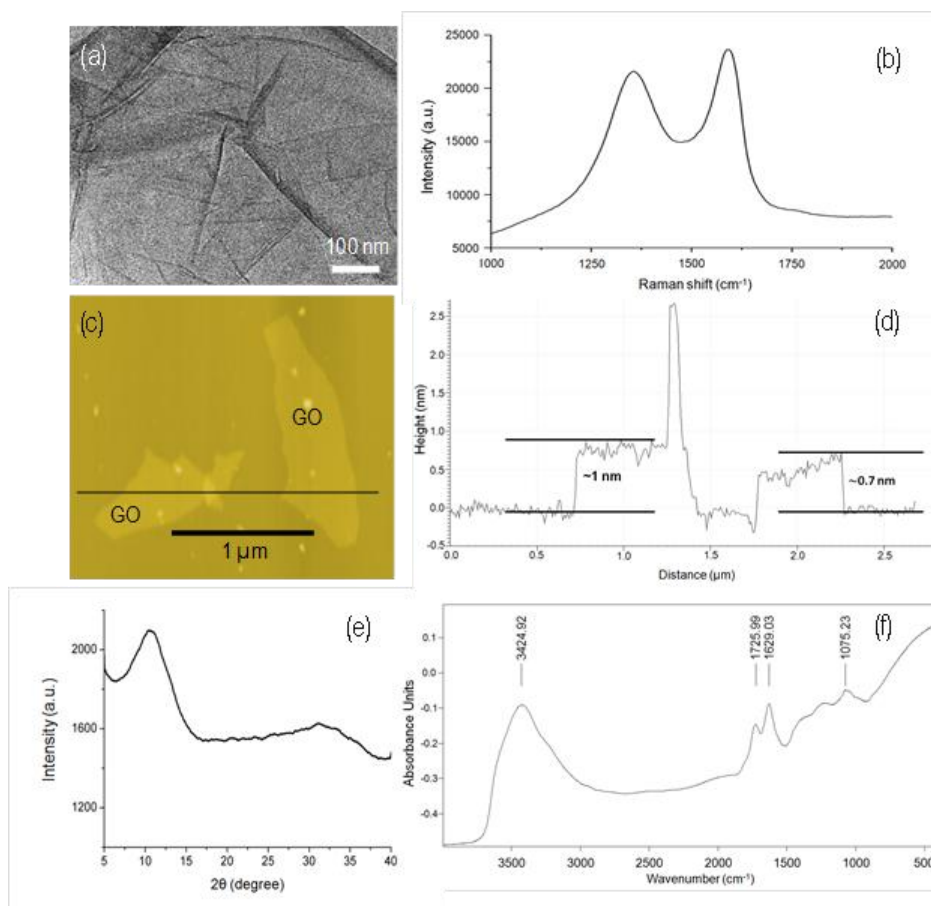 (a)
100 nm
(b)
25000
20000
15000
10000
5000
Intensity (a.u.)
1000
1250
1500
1750
2000
Raman shift (cm⁻¹)
(c)
GO
GO
1 µm
(d)
2.5
2.0
1.5
1.0
0.5
0.0
-0.5
Height (nm)
~1 nm
~0.7 nm
0.0
0.5
1.0
1.5
2.0
2.5
Distance (µm)
(e)
2100
1800
1500
1200
Intensity (a.u.)
5
10
15
20
25
30
35
40
2θ (degree)
(f)
3424.92
1725.99
1629.03
1075.23
0.1
0.0
-0.1
-0.2
-0.3
-0.4
Absorbance Units
3500
3000
2500
2000
1500
1000
500
Wavenumber (cm⁻¹)